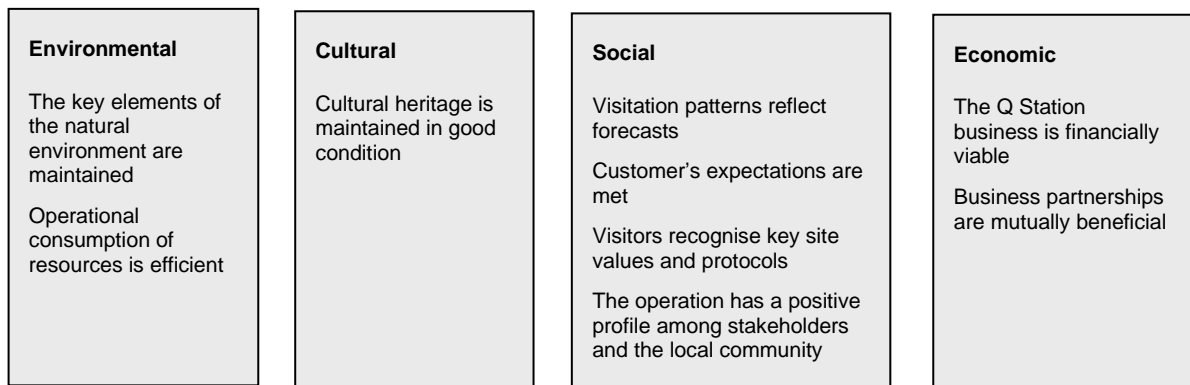 Environmental
The key elements of
the natural
environment are
maintained
Operational
consumption of
resources is efficient
Cultural
Cultural heritage is
maintained in good
condition
Social
Visitation patterns reflect
forecasts
Customer's expectations are
met
Visitors recognise key site
values and protocols
The operation has a positive
profile among stakeholders
and the local community
Economic
The Q Station
business is financially
viable
Business partnerships
are mutually beneficial